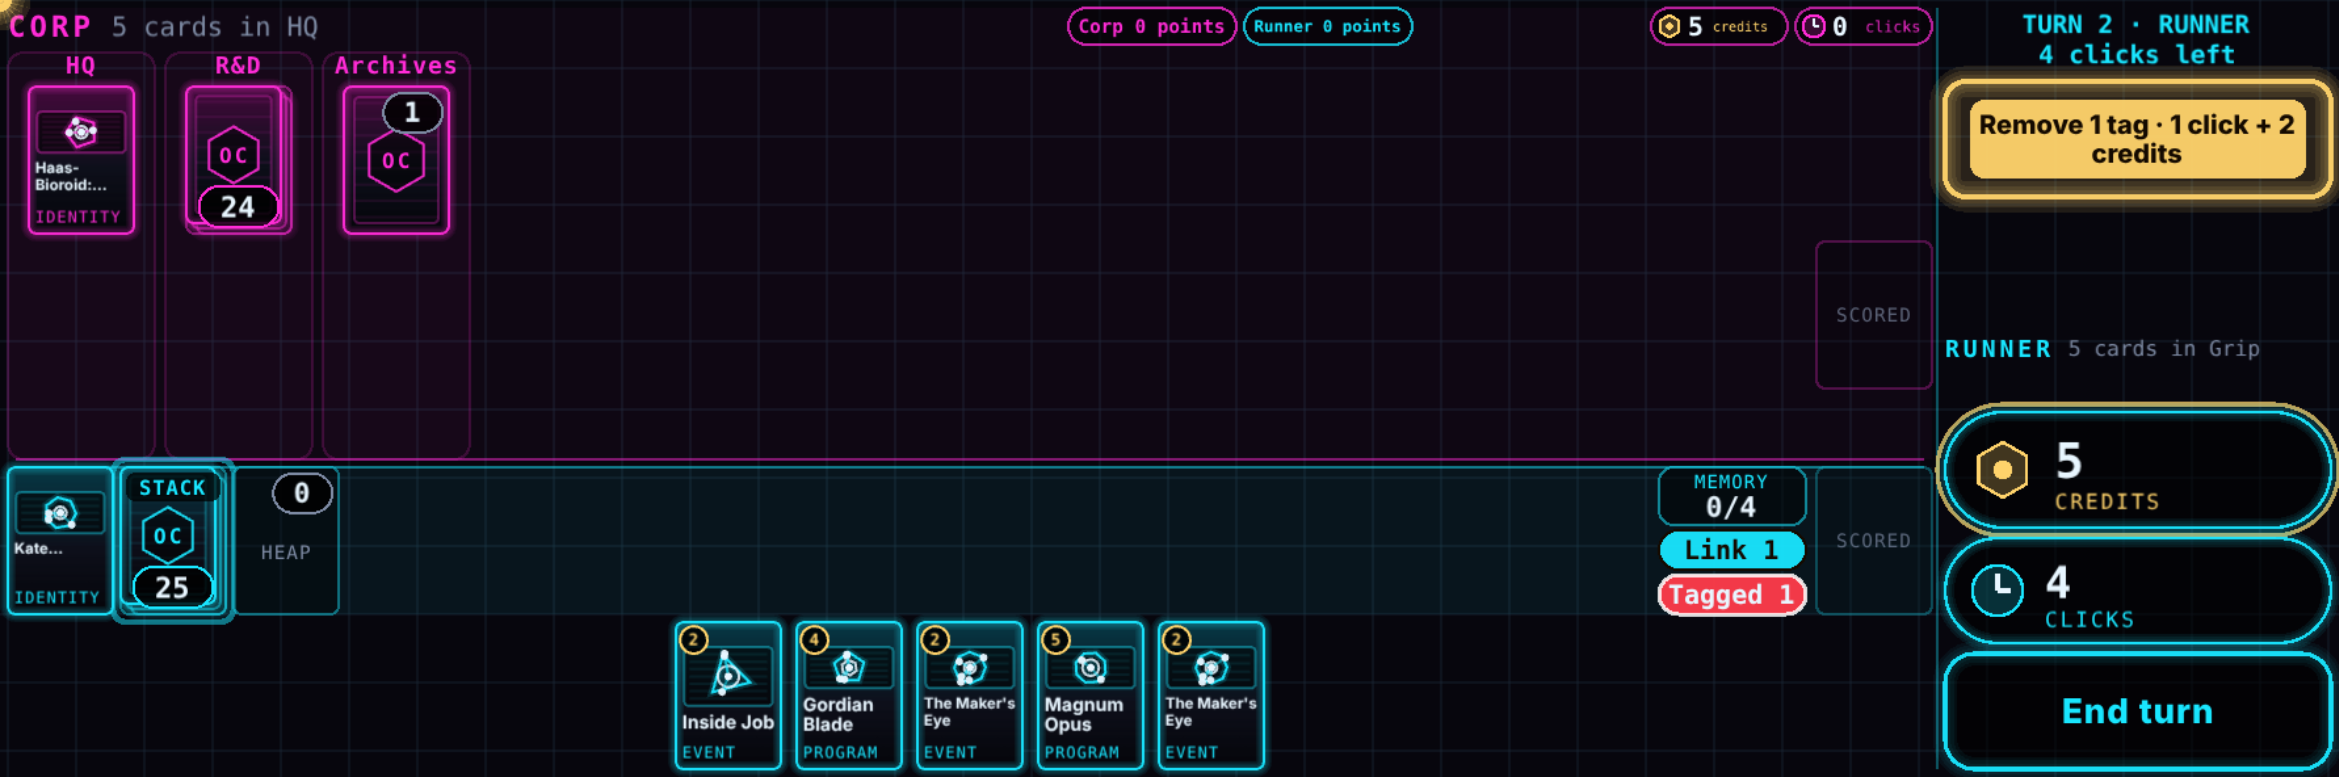 CORP 5 cards in HQ
Corp 0 points
Runner 0 points
5 credits
0 clicks
TURN 2 · RUNNER
4 clicks left
HQ
R&D
Archives
Haas-
Bioroid:...
IDENTITY
OC
24
1
OC
Remove 1 tag · 1 click + 2
credits
SCORED
RUNNER 5 cards in Grip
5
CREDITS
4
CLICKS
End turn
Kate...
IDENTITY
STACK
OC
25
0
HEAP
MEMORY
0/4
Link 1
Tagged 1
SCORED
2
Inside Job
EVENT
4
Gordian
Blade
PROGRAM
2
The Maker's
Eye
EVENT
5
Magnum
Opus
PROGRAM
2
The Maker's
Eye
EVENT